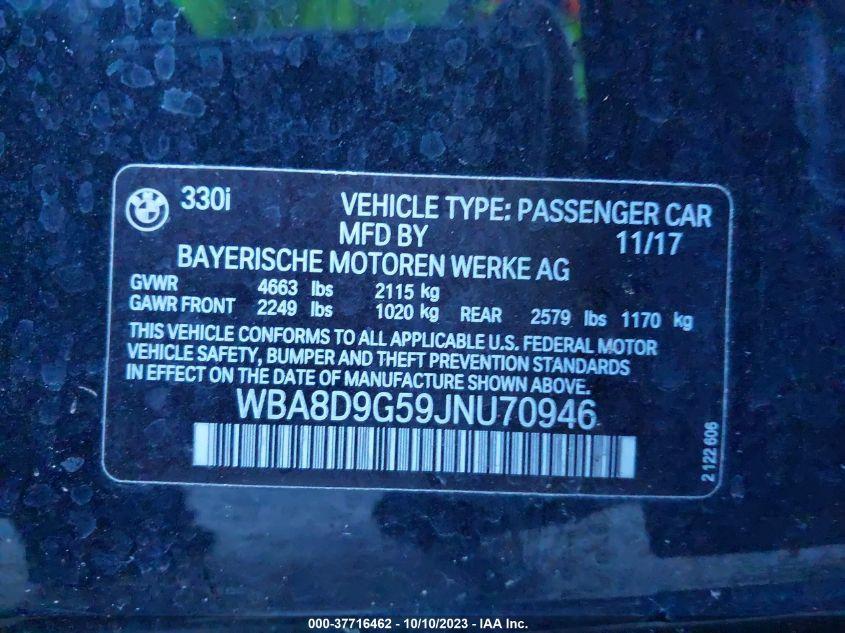 330i VEHICLE TYPE: PASSENGER CAR
MFD BY 11/17
BAYERISCHE MOTOREN WERKE AG
GVWR 4663 lbs 2115 kg
GAWR FRONT 2249 lbs 1020 kg REAR 2579 lbs 1170 kg
THIS VEHICLE CONFORMS TO ALL APPLICABLE U.S. FEDERAL MOTOR
VEHICLE SAFETY, BUMPER AND THEFT PREVENTION STANDARDS
IN EFFECT ON THE DATE OF MANUFACTURE SHOWN ABOVE.
WBA8D9G59JNU70946
2 122 606
000-37716462 - 10/10/2023 - IAA Inc.